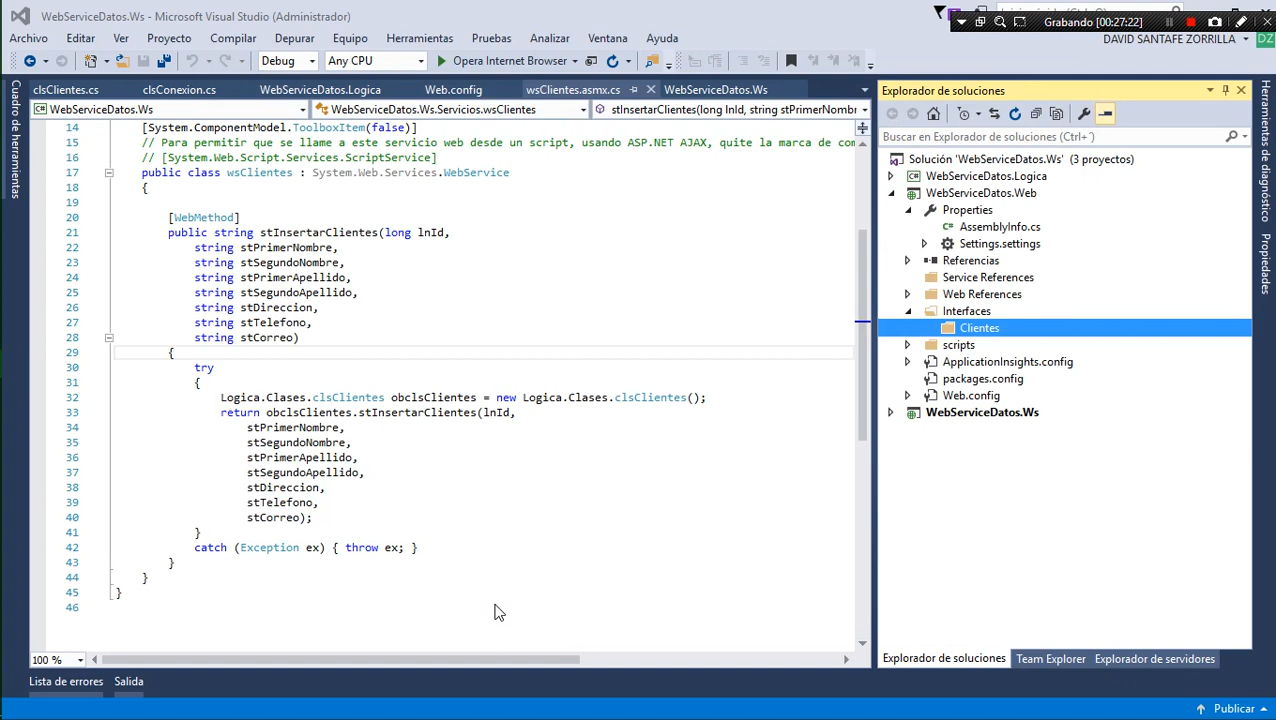 WebServiceDatos.Ws - Microsoft Visual Studio (Administrador)
Grabando [00:27:22]
Archivo Editar Ver Proyecto Compilar Depurar Equipo Herramientas Pruebas Analizar Ventana Ayuda
DAVID SANTAFE ZORRILLA DZ
Debug Any CPU Opera Internet Browser
clsClientes.cs clsConexion.cs WebServiceDatos.Logica Web.config wsClientes.asmx.cs WebServiceDatos.Ws
WebServiceDatos.Ws WebServiceDatos.Ws.Servicios.wsClientes stInsertarClientes(long lnId, string stPrimerNombr
14 [System.ComponentModel.ToolboxItem(false)]
15 // Para permitir que se llame a este servicio web desde un script, usando ASP.NET AJAX, quite la marca de com
16 // [System.Web.Script.Services.ScriptService]
17 public class wsClientes : System.Web.Services.WebService
18 {
19
20 [WebMethod]
21 public string stInsertarClientes(long lnId,
22 string stPrimerNombre,
23 string stSegundoNombre,
24 string stPrimerApellido,
25 string stSegundoApellido,
26 string stDireccion,
27 string stTelefono,
28 string stCorreo)
29 {
30 try
31 {
32 Logica.Clases.clsClientes obclsClientes = new Logica.Clases.clsClientes();
33 return obclsClientes.stInsertarClientes(lnId,
34 stPrimerNombre,
35 stSegundoNombre,
36 stPrimerApellido,
37 stSegundoApellido,
38 stDireccion,
39 stTelefono,
40 stCorreo);
41 }
42 catch (Exception ex) { throw ex; }
43 }
44 }
45 }
46
100 %
Lista de errores Salida
Cuadro de herramientas
Explorador de soluciones
Buscar en Explorador de soluciones (Ctrl+´)
Solución 'WebServiceDatos.Ws' (3 proyectos)
WebServiceDatos.Logica
WebServiceDatos.Web
Properties
AssemblyInfo.cs
Settings.settings
Referencias
Service References
Web References
Interfaces
Clientes
scripts
ApplicationInsights.config
packages.config
Web.config
WebServiceDatos.Ws
Explorador de soluciones Team Explorer Explorador de servidores
Herramientas de diagnóstico
Propiedades
Publicar